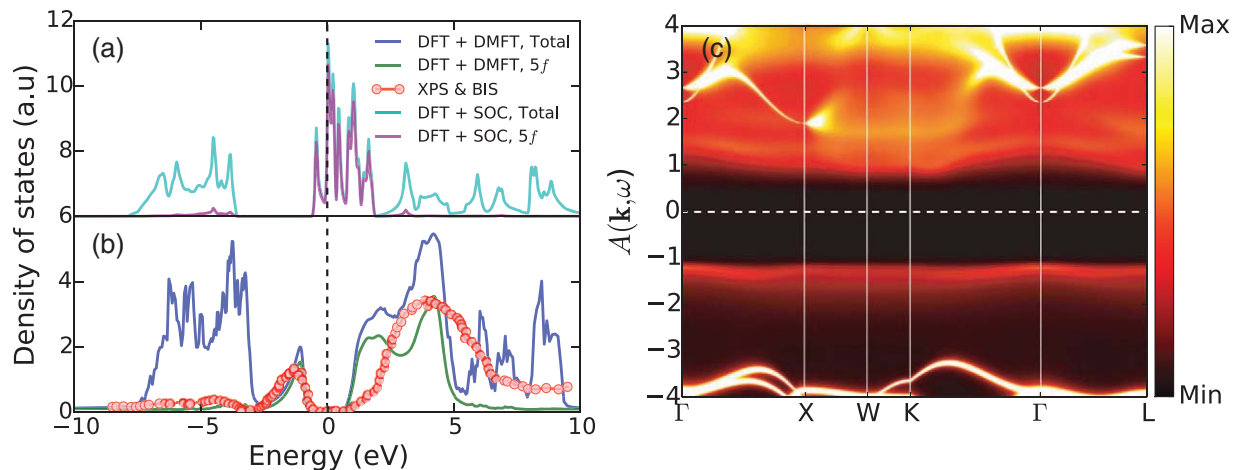 (a)
DFT + DMFT, Total
DFT + DMFT, 5f
XPS & BIS
DFT + SOC, Total
DFT + SOC, 5f
12
10
8
6
(b)
4
2
0
−10
−5
0
5
10
Density of states (a.u)
Energy (eV)
(c)
4
3
2
1
0
−1
−2
−3
−4
A(k,ω)
Γ
X
W
K
Γ
L
Max
Min